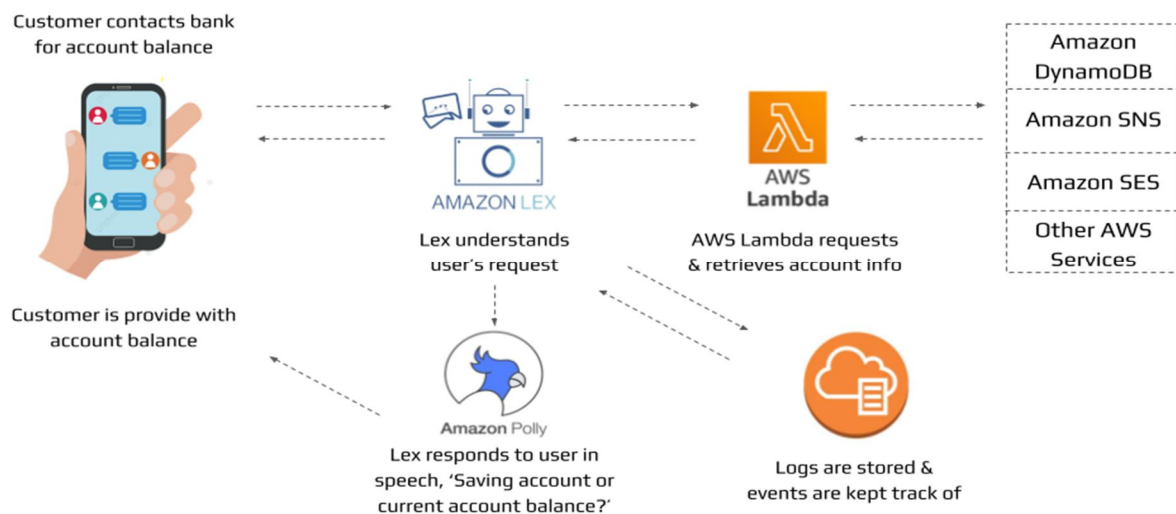 Customer contacts bank
for account balance
AMAZON LEX
Lex understands
user's request
AWS
Lambda
AWS Lambda requests
& retrieves account info
Amazon
DynamoDB
Amazon SNS
Amazon SES
Other AWS
Services
Customer is provide with
account balance
Amazon Polly
Lex responds to user in
speech, ‘Saving account or
current account balance?’
Logs are stored &
events are kept track of